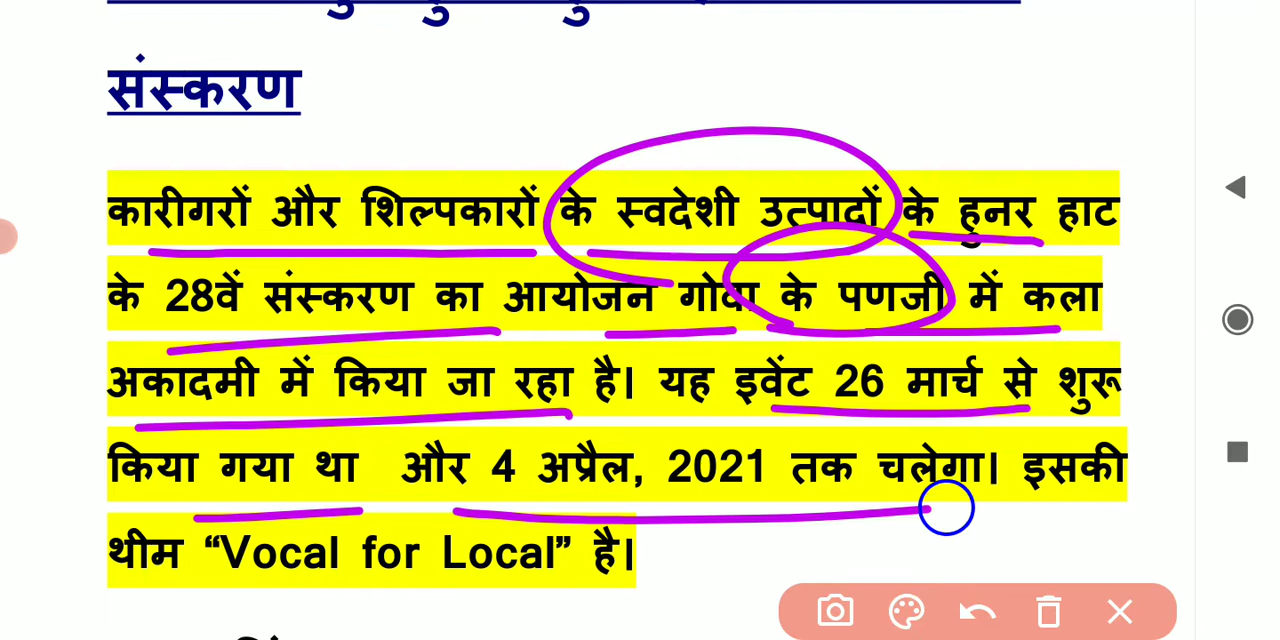 संस्करण
कारीगरों और शिल्पकारों के स्वदेशी उत्पादों के हुनर हाट
के 28वें संस्करण का आयोजन गोवा के पणजी में कला
अकादमी में किया जा रहा है। यह इवेंट 26 मार्च से शुरू
किया गया था और 4 अप्रैल, 2021 तक चलेगा। इसकी
थीम “Vocal for Local” है।